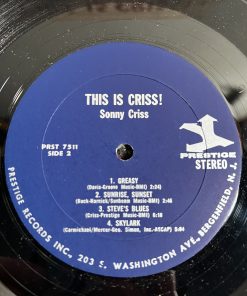 THIS IS CRISS!
Sonny Criss
PRST 7511
SIDE 2
PRESTIGE
STEREO
1. GREASY
(Davis-Groove Music-BMI) 2:24)
2. SUNRISE, SUNSET
(Bock-Harnick/Sunbeam Music-BMI) 2:46
3. STEVE'S BLUES
(Criss-Prestige Music-BMI) 6:18
4. SKYLARK
(Carmichael/Mercer-Geo. Simon, Inc.-ASCAP) 5:04
PRESTIGE RECORDS INC., 203 S. WASHINGTON AVE., BERGENFIELD, N. J.